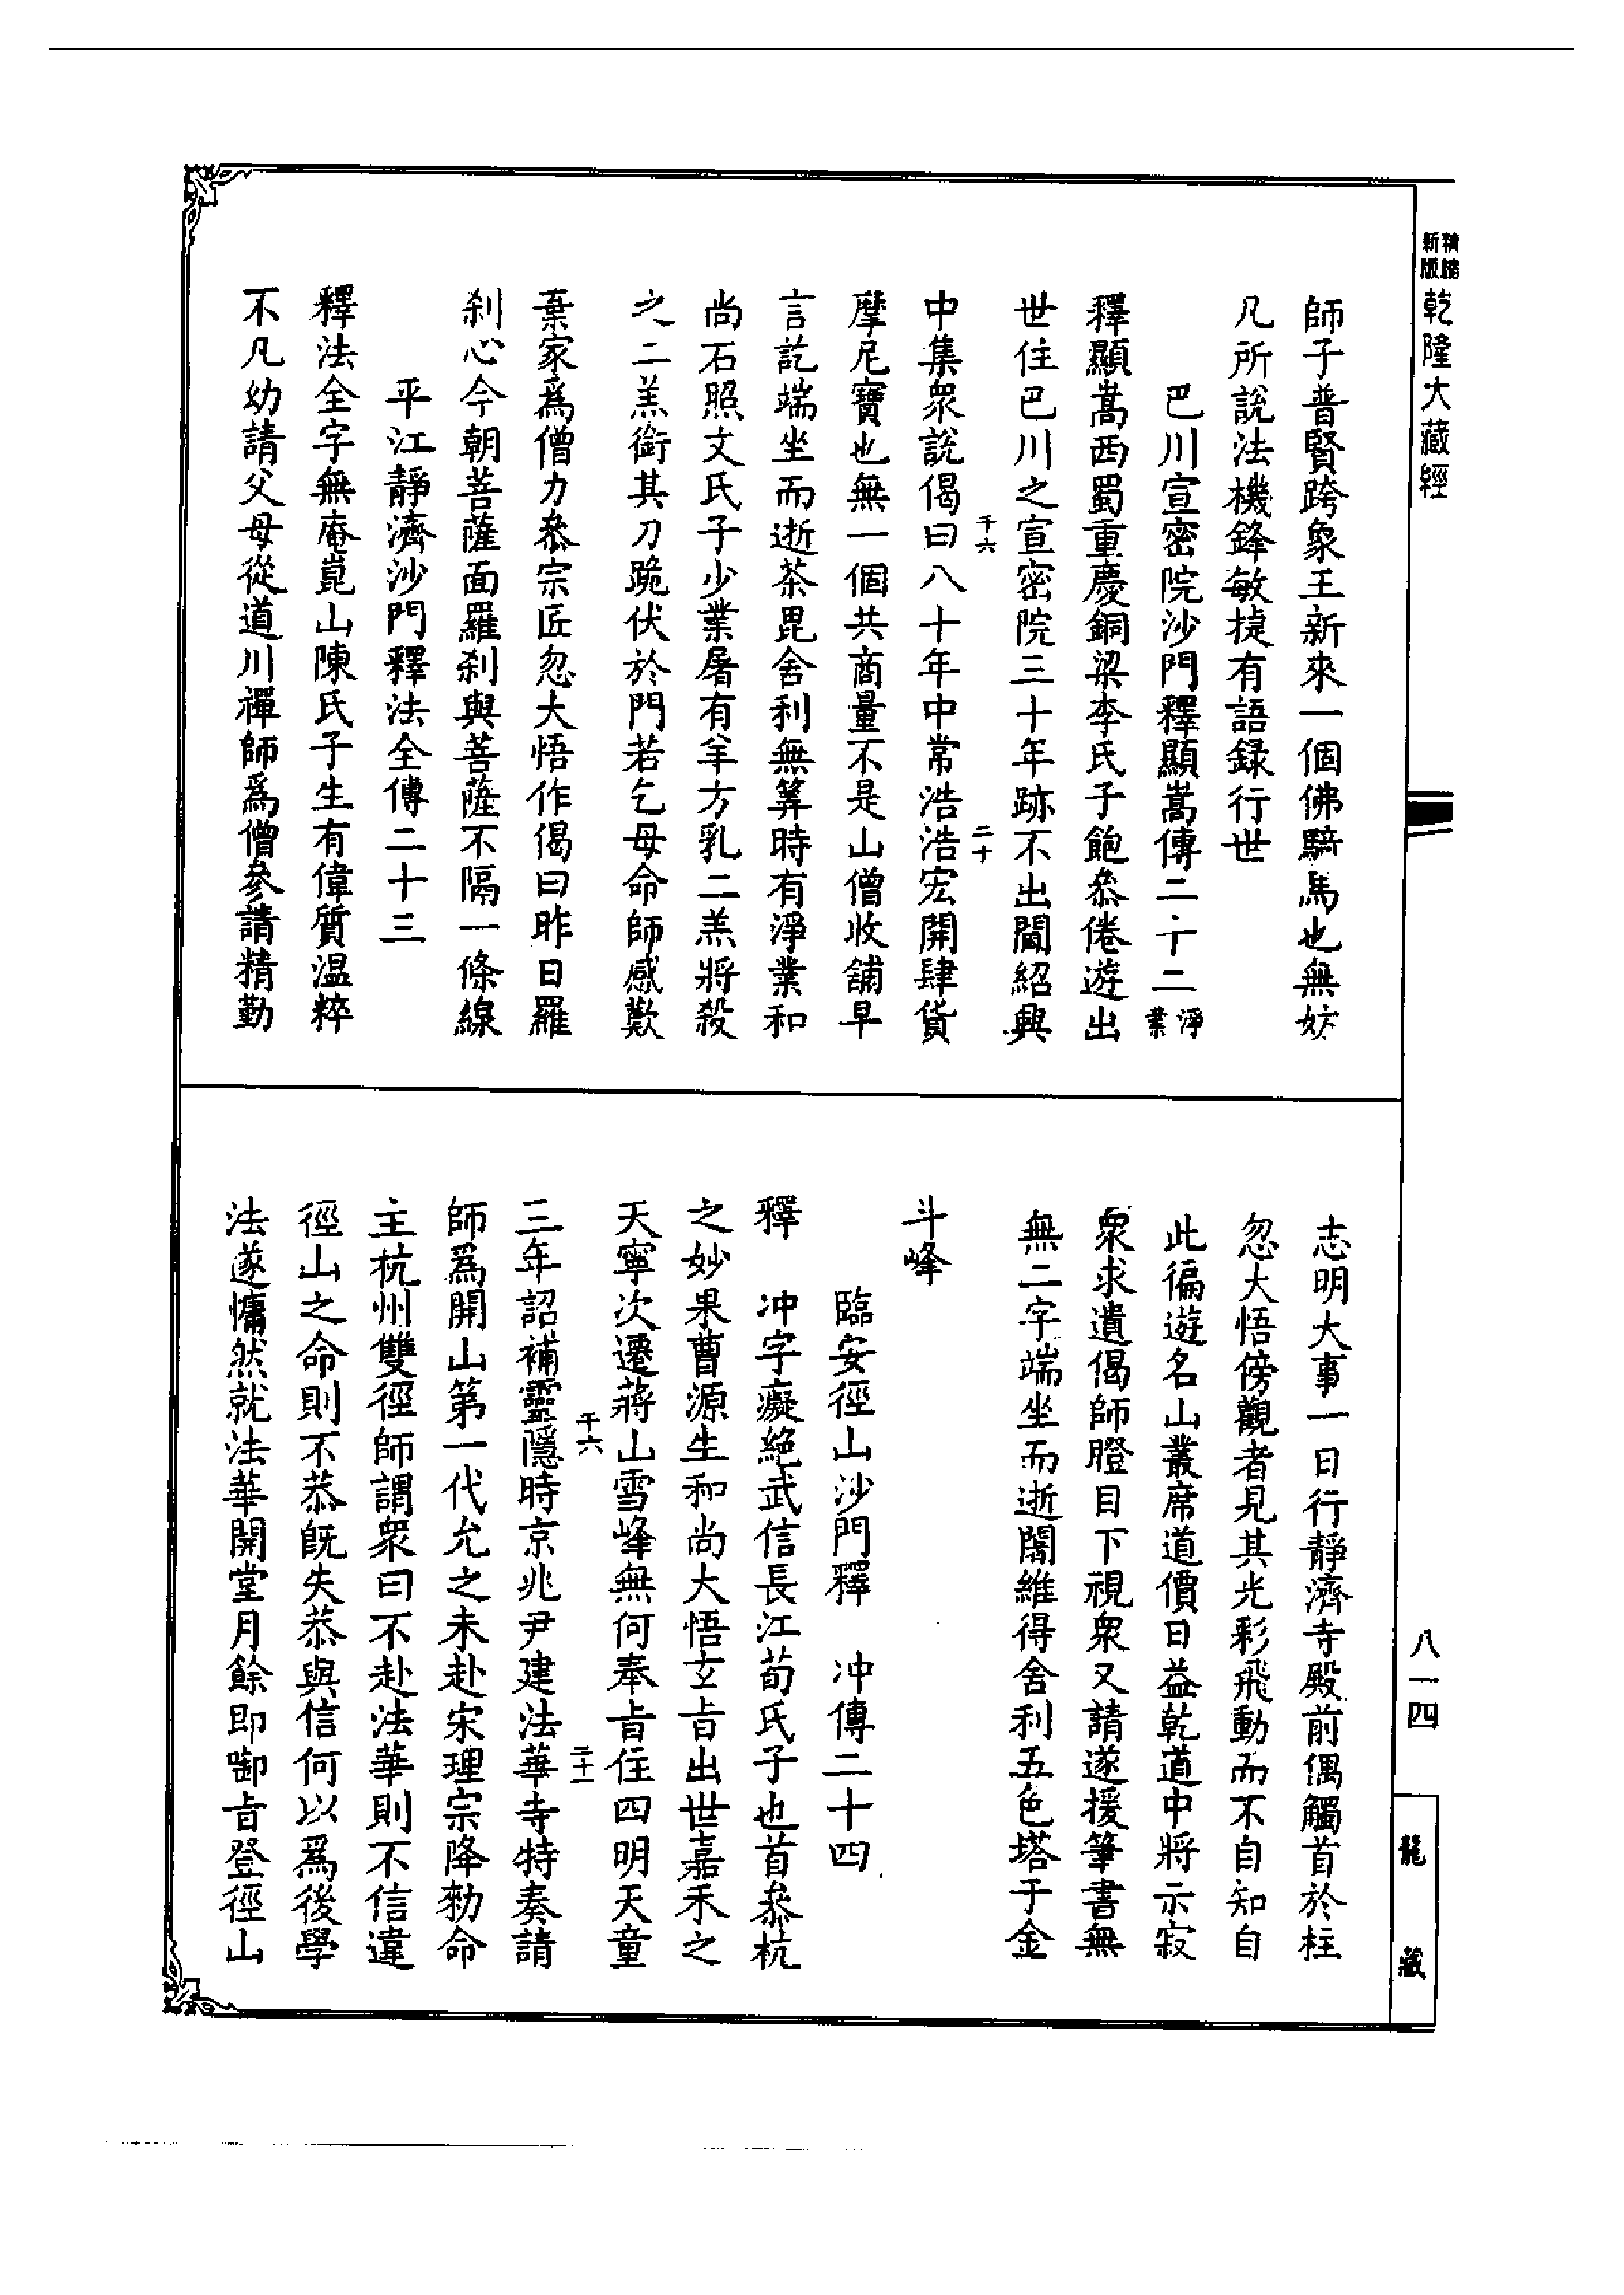 新版 精縮 乾隆大藏經
師子普賢跨象王新來一個佛騎馬也無妨
凡所說法機鋒敏捷有語錄行世
巴川宣密院沙門釋顯嵩傳二十二 淨業
釋顯嵩西蜀重慶銅梁李氏子飽叅倦遊出
世住巴川之宣密院三十年跡不出閫紹興
千六 二十
中集衆說偈曰八十年中常浩浩宏開肆貨
摩尼寶也無一個共商量不是山僧收舖早
言訖端坐而逝茶毘舍利無筭時有淨業和
尚石照文氏子少業屠有羊方乳二羔將殺
之二羔銜其刀跪伏於門若乞母命師感歎
棄家爲僧力叅宗匠忽大悟作偈曰昨日羅
刹心今朝菩薩面羅刹與菩薩不隔一條線
平江靜濟沙門釋法全傳二十三
釋法全字無庵崑山陳氏子生有偉質温粹
不凡幼請父母從道川禪師爲僧參請精勤
志明大事一日行靜濟寺殿前偶觸首於柱
忽大悟傍觀者見其光彩飛動而不自知自
此徧遊名山叢席道價日益乾道中將示寂
衆求遺偈師瞪目下視衆又請遂援筆書無
無二字端坐而逝闍維得舍利五色塔于金
斗峰
臨安徑山沙門釋 冲傳二十四
釋 冲字癡絕武信長江荀氏子也首叅杭
之妙果曹源生和尚大悟玄旨出世嘉禾之
天寧次遷蔣山雪峰無何奉旨住四明天童
千六 二十一
三年詔補靈隱時京兆尹建法華寺特奏請
師爲開山第一代允之未赴宋理宗降勑命
主杭州雙徑師謂衆曰不赴法華則不信違
徑山之命則不恭旣失恭與信何以爲後學
法遂慵然就法華開堂月餘即啣旨登徑山
八一四
龍藏